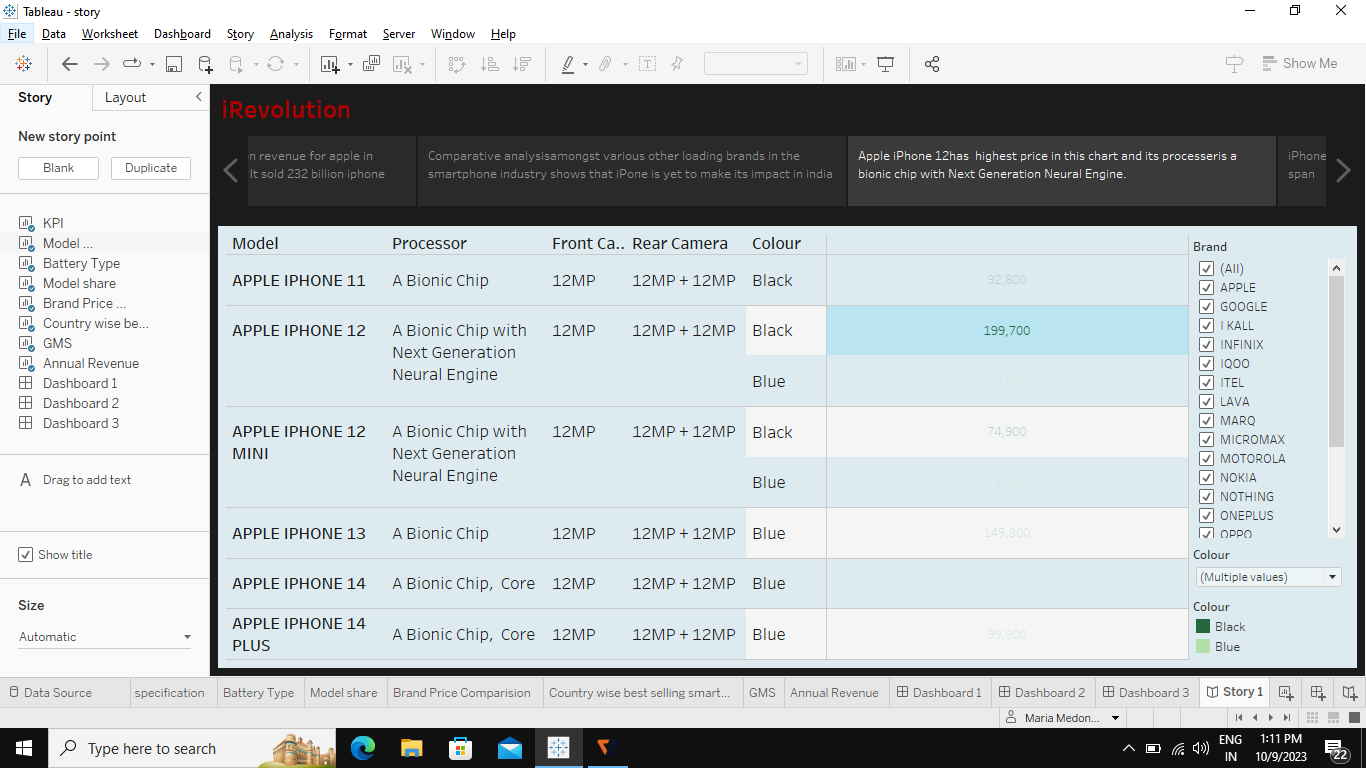 Tableau - story
File Data Worksheet Dashboard Story Analysis Format Server Window Help
Show Me
Story Layout
New story point
Blank Duplicate
KPI
Model ...
Battery Type
Model share
Brand Price ...
Country wise be...
GMS
Annual Revenue
Dashboard 1
Dashboard 2
Dashboard 3
A Drag to add text
Show title
Size
Automatic
iRevolution
n revenue for apple in
It sold 232 billion iphone
Comparative analysisamongst various other loading brands in the
smartphone industry shows that iPone is yet to make its impact in india
Apple iPhone 12has highest price in this chart and its processeris a
bionic chip with Next Generation Neural Engine.
iPhone
span
Model Processor Front Ca.. Rear Camera Colour
APPLE IPHONE 11 A Bionic Chip 12MP 12MP + 12MP Black 92,800
APPLE IPHONE 12 A Bionic Chip with 12MP 12MP + 12MP Black 199,700
Next Generation
Neural Engine
Blue
APPLE IPHONE 12 A Bionic Chip with 12MP 12MP + 12MP Black 74,900
MINI Next Generation
Neural Engine
Blue
APPLE IPHONE 13 A Bionic Chip 12MP 12MP + 12MP Blue 149,800
APPLE IPHONE 14 A Bionic Chip, Core 12MP 12MP + 12MP Blue
APPLE IPHONE 14
PLUS A Bionic Chip, Core 12MP 12MP + 12MP Blue 99,900
Brand
(All)
APPLE
GOOGLE
I KALL
INFINIX
IQOO
ITEL
LAVA
MARQ
MICROMAX
MOTOROLA
NOKIA
NOTHING
ONEPLUS
OPPO
Colour
(Multiple values)
Colour
Black
Blue
Data Source specification Battery Type Model share Brand Price Comparision Country wise best selling smart... GMS Annual Revenue Dashboard 1 Dashboard 2 Dashboard 3 Story 1
Maria Medon...
Type here to search
ENG
IN
1:11 PM
10/9/2023
22